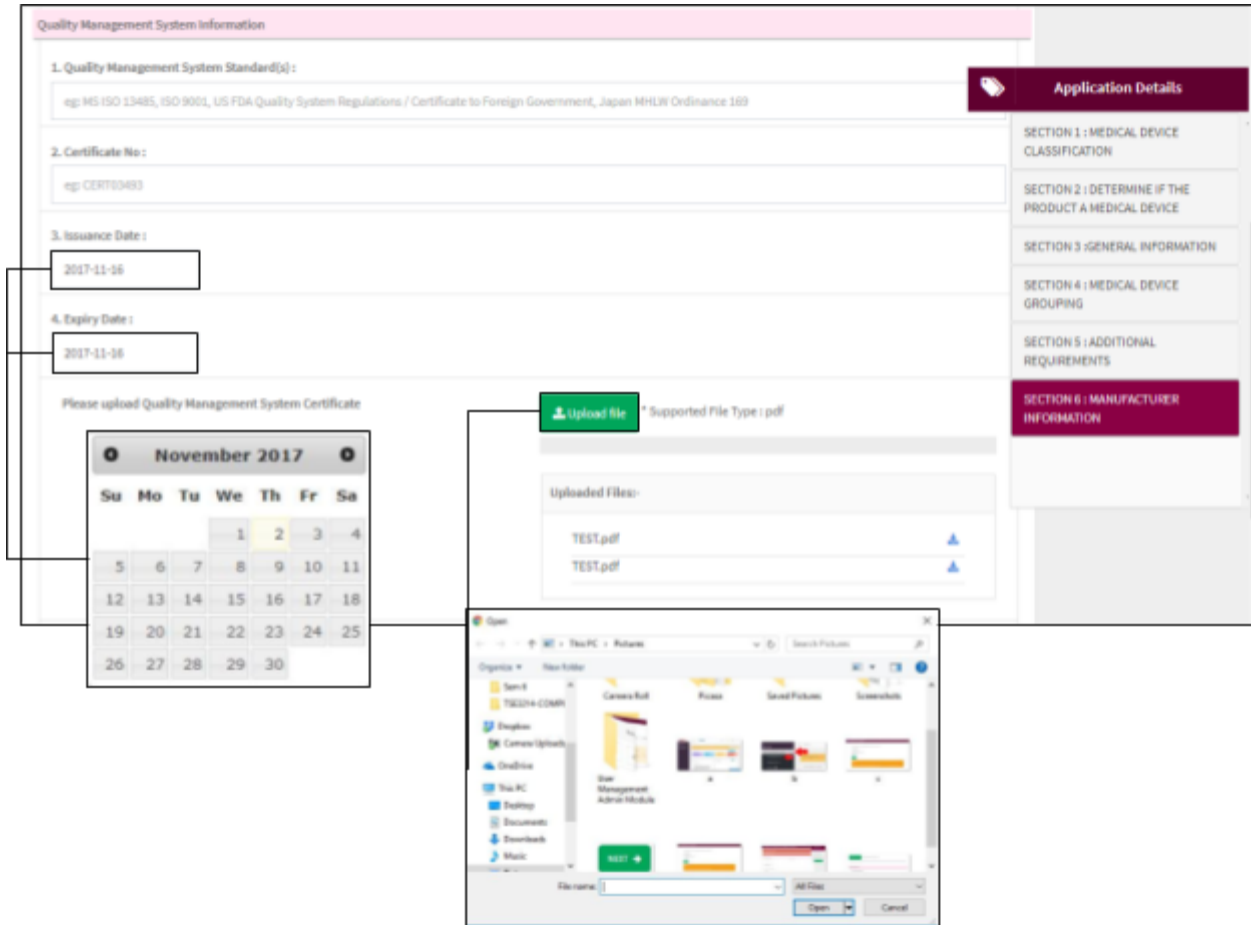 Quality Management System Information
1. Quality Management System Standard(s) :
eg: MS ISO 13485, ISO 9001, US FDA Quality System Regulations / Certificate to Foreign Government, Japan MHLW Ordinance 169
2. Certificate No :
eg: CERT03493
3. Issuance Date :
2017-11-16
4. Expiry Date :
2017-11-16
Please upload Quality Management System Certificate
Upload file
* Supported File Type : pdf
Uploaded Files:-
TEST.pdf
TEST.pdf
Application Details
SECTION 1 : MEDICAL DEVICE
CLASSIFICATION
SECTION 2 : DETERMINE IF THE
PRODUCT A MEDICAL DEVICE
SECTION 3 :GENERAL INFORMATION
SECTION 4 : MEDICAL DEVICE
GROUPING
SECTION 5 : ADDITIONAL
REQUIREMENTS
SECTION 6 : MANUFACTURER
INFORMATION
November 2017
Su Mo Tu We Th Fr Sa
1 2 3 4
5 6 7 8 9 10 11
12 13 14 15 16 17 18
19 20 21 22 23 24 25
26 27 28 29 30
Open
This PC › Pictures
Search Pictures
Organize
New folder
Sem 8
Dropbox
Camera Uploads
OneDrive
This PC
Desktop
Documents
Downloads
Music
Camera Roll
Picasa
Saved Pictures
Screenshots
User
Management
Admin Module
NEXT
File name:
All Files
Open
Cancel